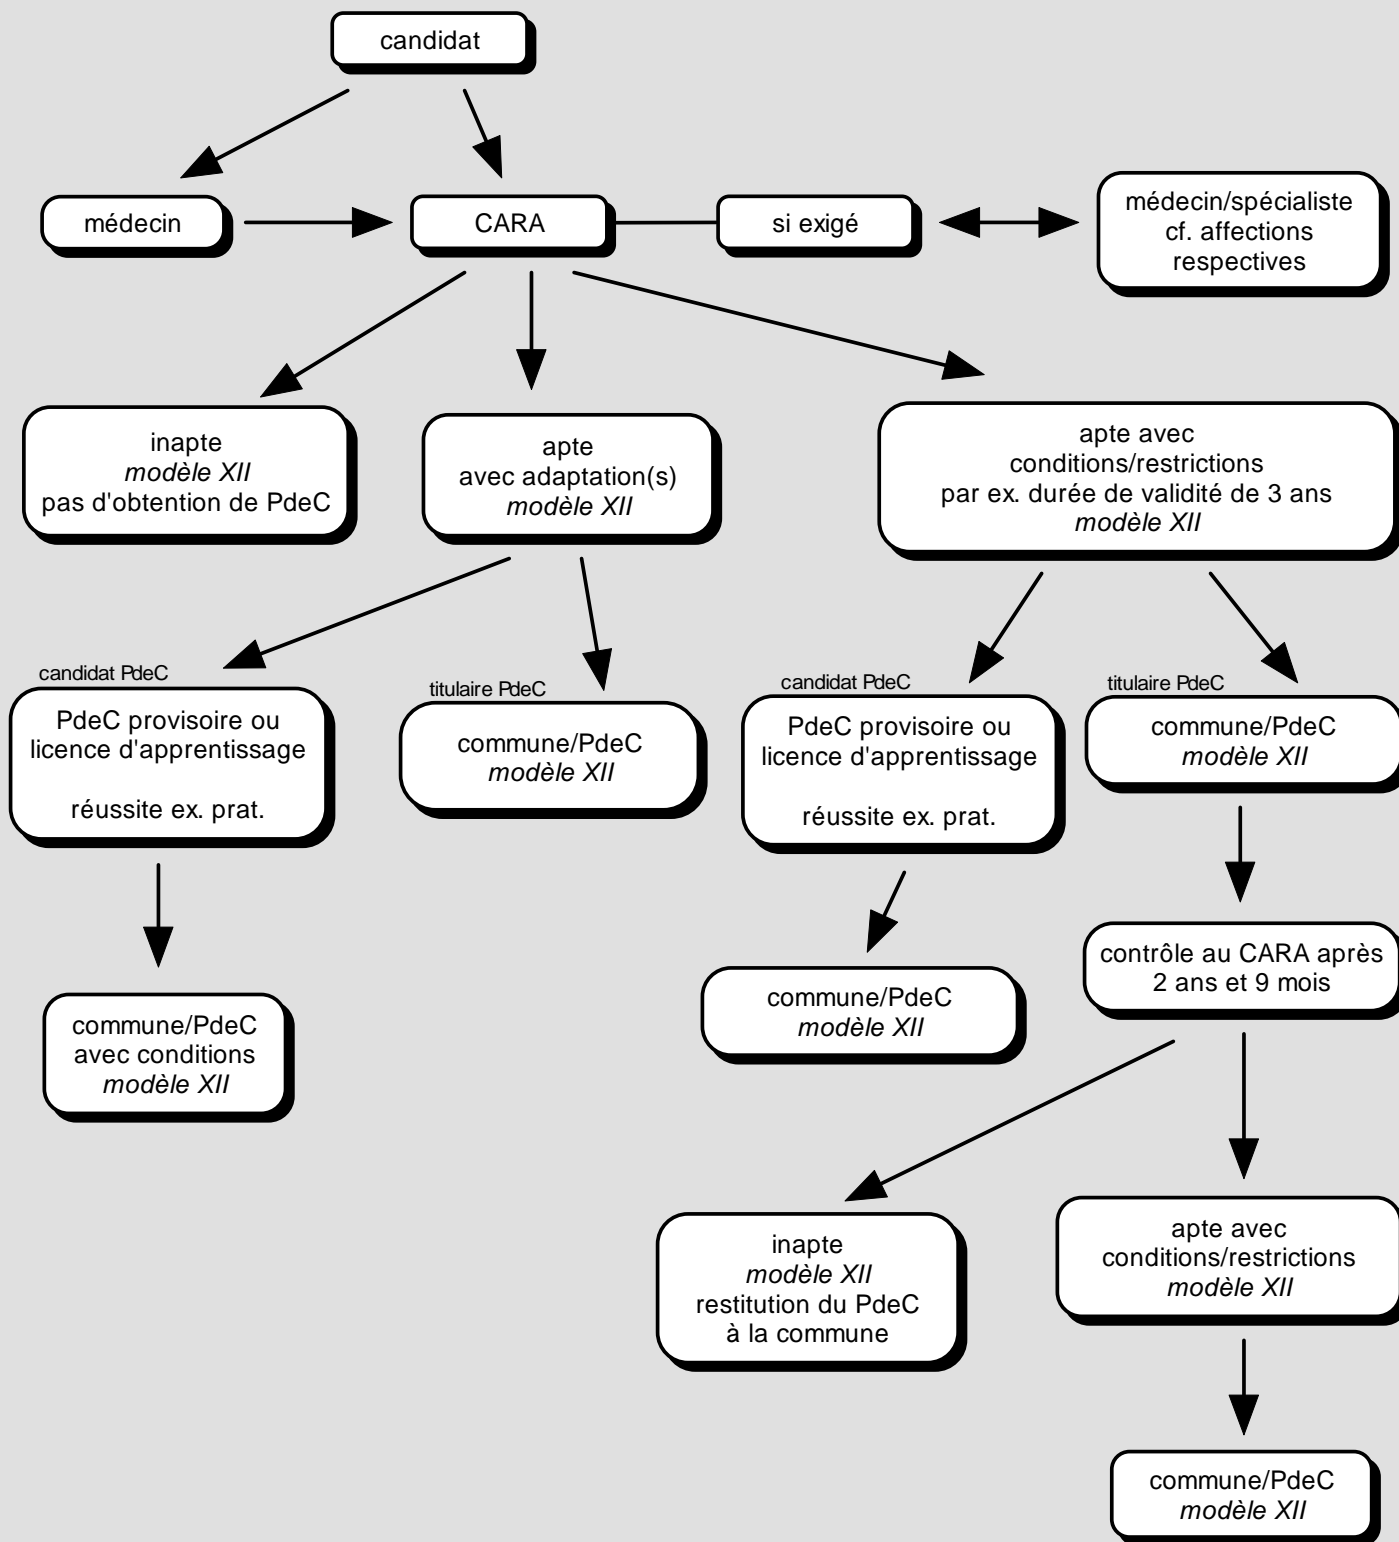 candidat
médecin
CARA
si exigé
médecin/spécialiste
cf. affections
respectives
inapte
modèle XII
pas d'obtention de PdeC
apte
avec adaptation(s)
modèle XII
apte avec
conditions/restrictions
par ex. durée de validité de 3 ans
modèle XII
candidat PdeC
PdeC provisoire ou
licence d'apprentissage
réussite ex. prat.
titulaire PdeC
commune/PdeC
modèle XII
candidat PdeC
PdeC provisoire ou
licence d'apprentissage
réussite ex. prat.
titulaire PdeC
commune/PdeC
modèle XII
contrôle au CARA après
2 ans et 9 mois
commune/PdeC
avec conditions
modèle XII
commune/PdeC
modèle XII
inapte
modèle XII
restitution du PdeC
à la commune
apte avec
conditions/restrictions
modèle XII
commune/PdeC
modèle XII